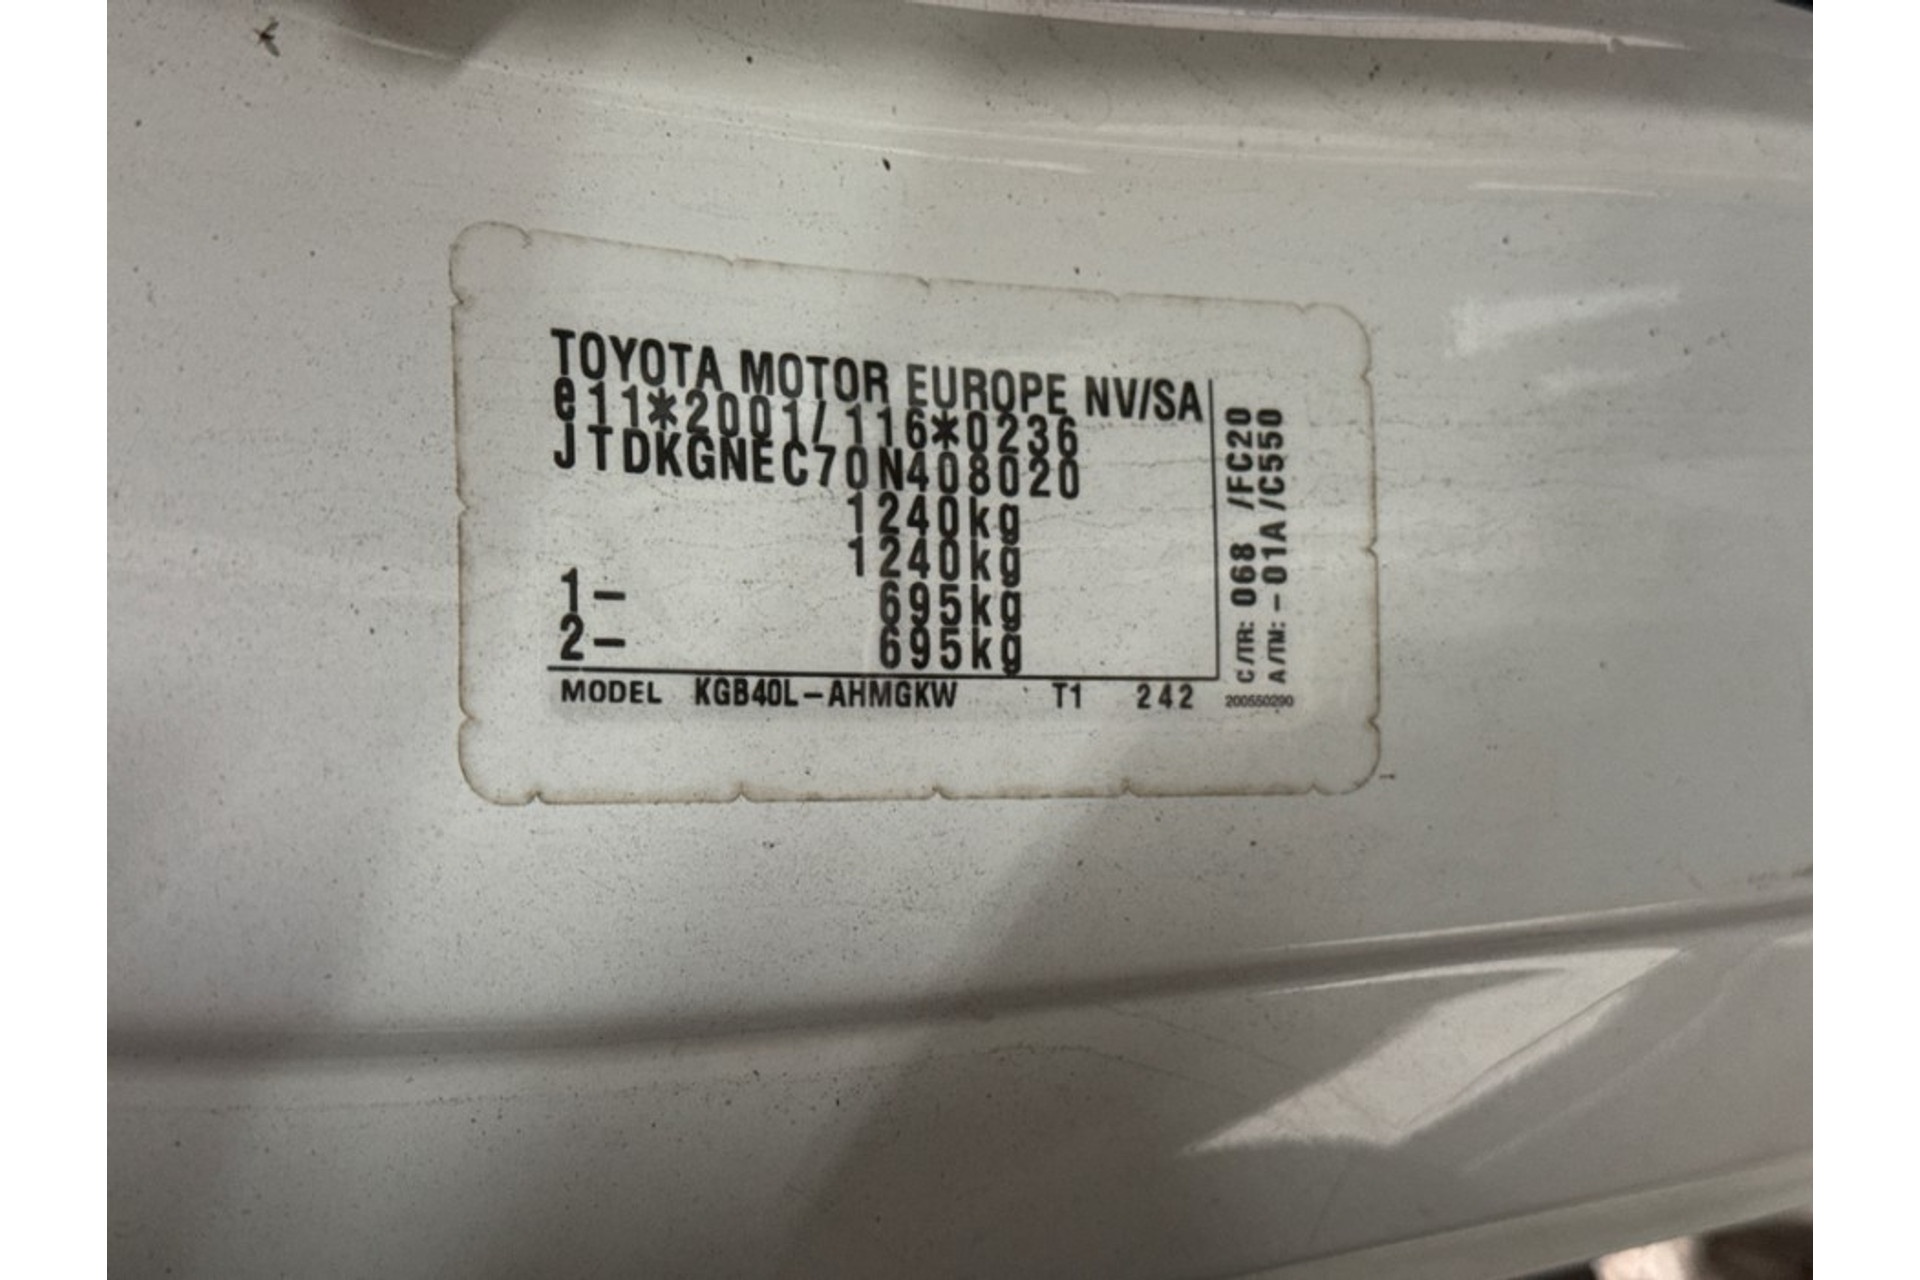 TOYOTA MOTOR EUROPE NV/SA
e11*2001/116*0236
JTDKGNEC70N408020
1240kg
1240kg
1- 695kg
2- 695kg
MODEL KGB40L-AHMGKW T1 242
C/TR: 068 /FC20
A/TM: -01A/C550
200550290